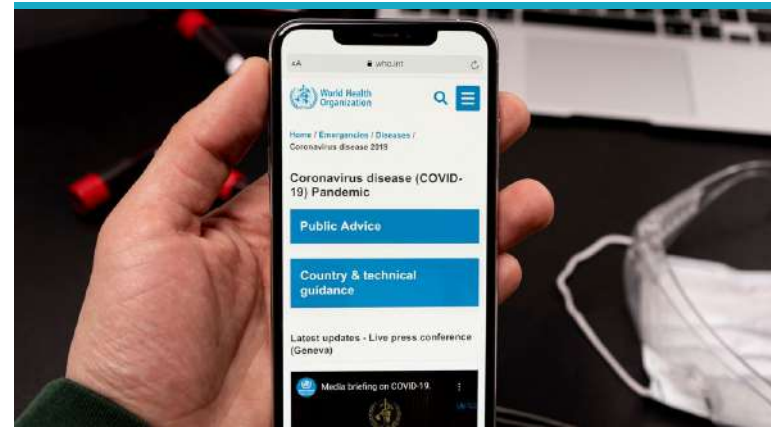 AA who.int
World Health
Organization
Home / Emergencies / Diseases /
Coronavirus disease 2019
Coronavirus disease (COVID-
19) Pandemic
Public Advice
Country & technical
guidance
Latest updates - Live press conference
(Geneva)
Media briefing on COVID-19.